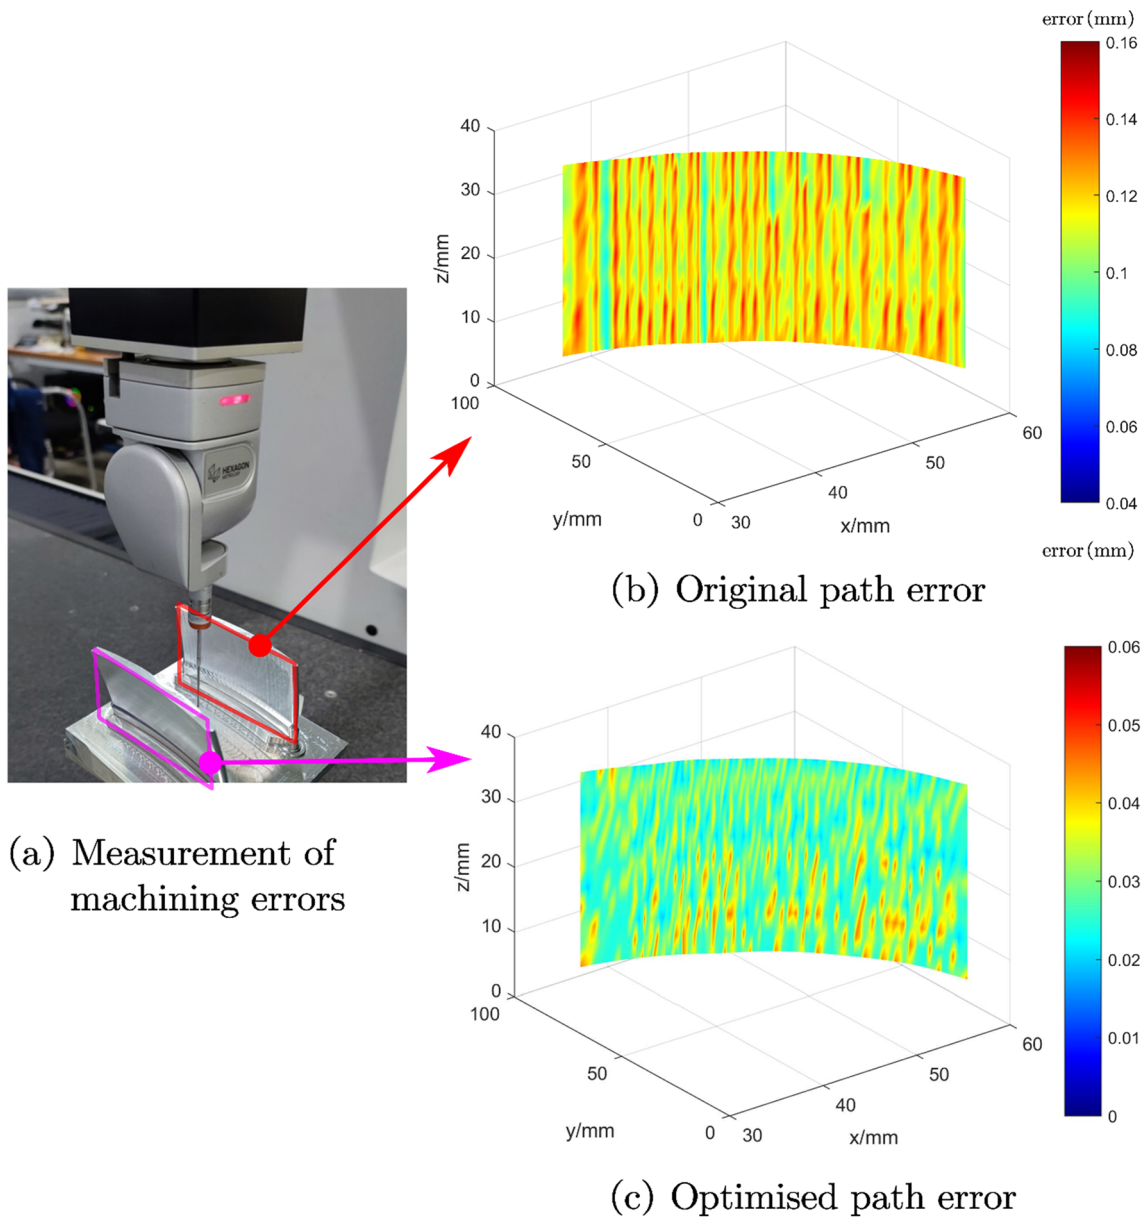 error(mm)
0.16
0.14
0.12
0.1
0.08
0.06
0.04
40
30
20
10
0
z/mm
100
50
0
y/mm
30
40
50
60
x/mm
(b) Original path error
HEXAGON
(a) Measurement of
machining errors
error(mm)
0.06
0.05
0.04
0.03
0.02
0.01
0
40
30
20
10
0
z/mm
100
50
0
y/mm
30
40
50
60
x/mm
(c) Optimised path error